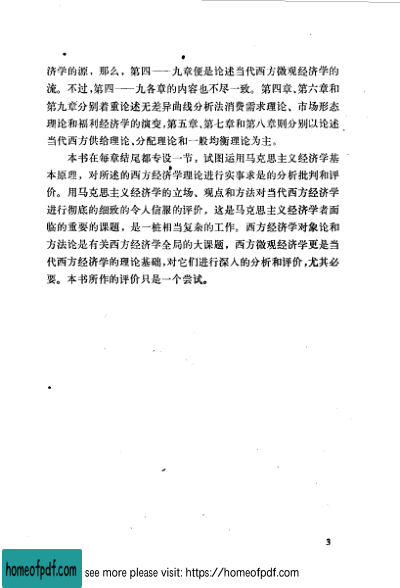 济学的源，那么，第四——九章便是论述当代西方微观经济学的
流。不过，第四——九各章的内容也不尽一致。第四章、第六章和
第九章分别着重论述无差异曲线分析法消费需求理论、市场形态
理论和福利经济学的演变，第五章、第七章和第八章则分别以论述
当代西方供给理论、分配理论和一般均衡理论为主。
本书在每章结尾都专设一节，试图运用马克思主义经济学基
本原理，对所述的西方经济学理论进行实事求是的分析批判和评
价。用马克思主义经济学的立场、观点和方法对当代西方经济学
进行彻底的细致的令人信服的评价，这是马克思主义经济学者面
临的重要的课题，是一桩相当复杂的工作。西方经济学对象论和
方法论是有关西方经济学全局的大课题，西方微观经济学更是当
代西方经济学的理论基础，对它们进行深入的分析和评价，尤其必
要。本书所作的评价只是一个尝试。
3
homeofpdf.com
see more please visit: https://homeofpdf.com